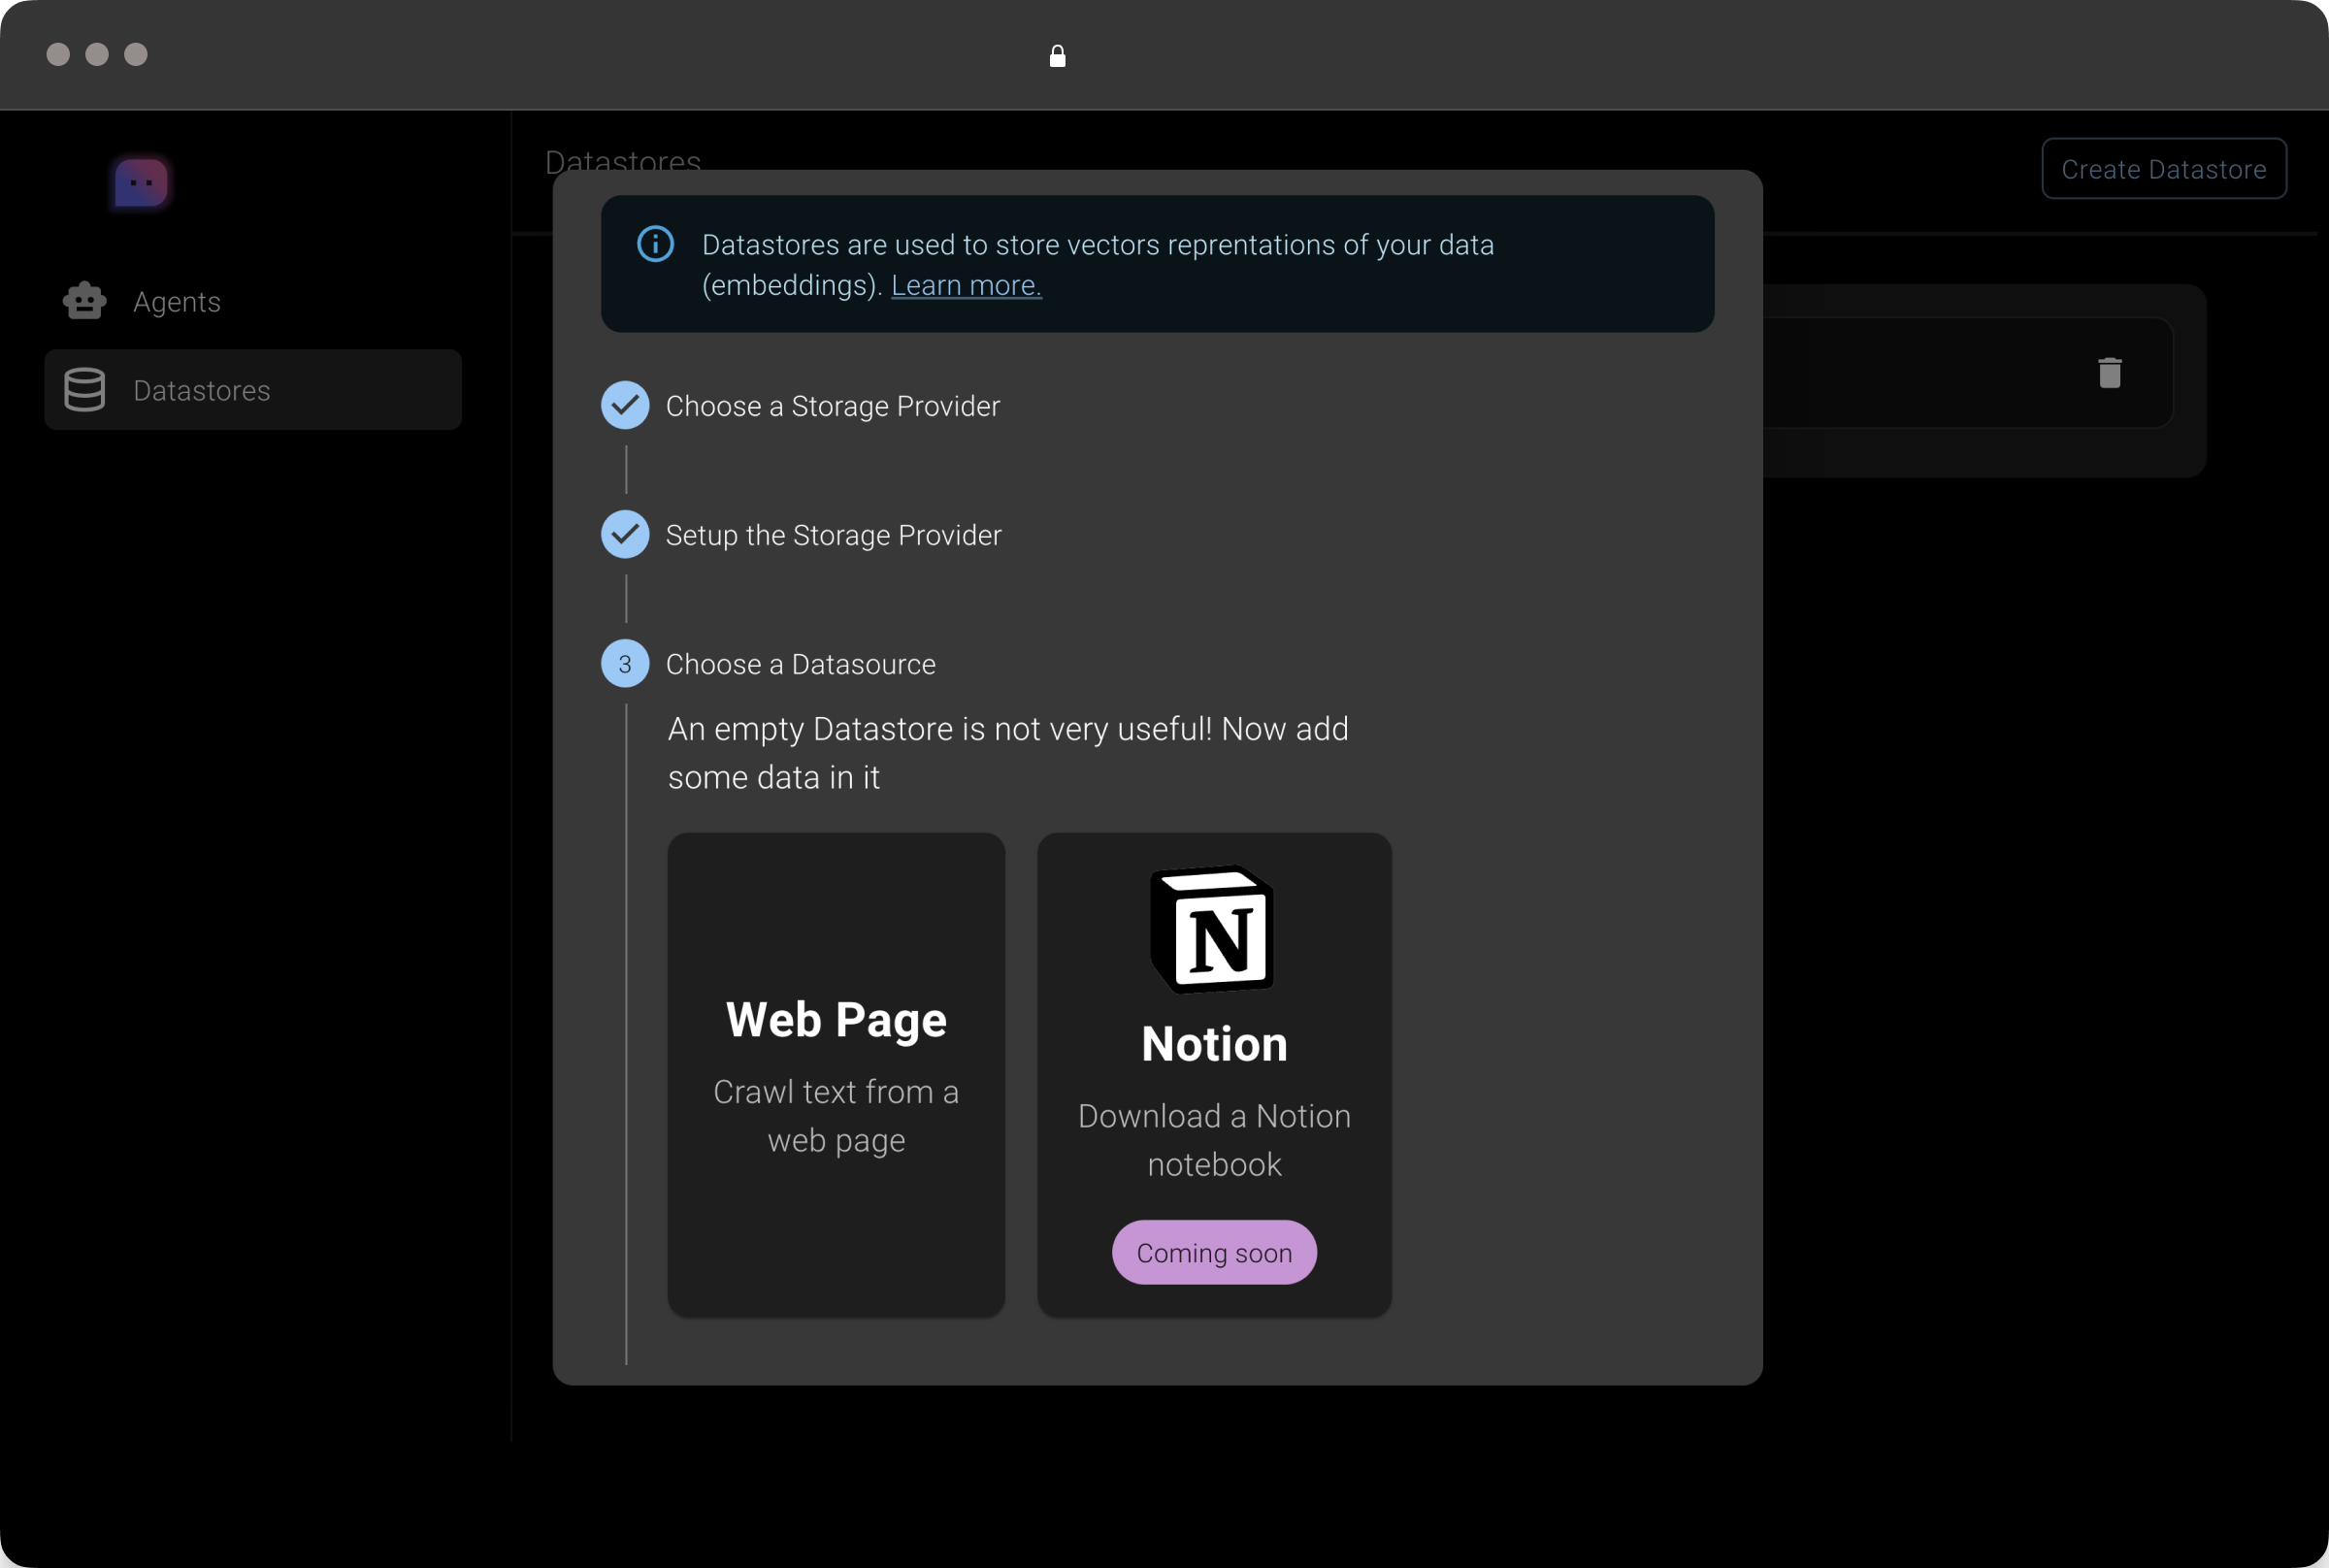 Datastores
Create Datastore
Agents
Datastores
Datastores are used to store vectors reprentations of your data
(embeddings). Learn more.
Choose a Storage Provider
Setup the Storage Provider
3
Choose a Datasource
An empty Datastore is not very useful! Now add
some data in it
Web Page
Crawl text from a
web page
N
Notion
Download a Notion
notebook
Coming soon